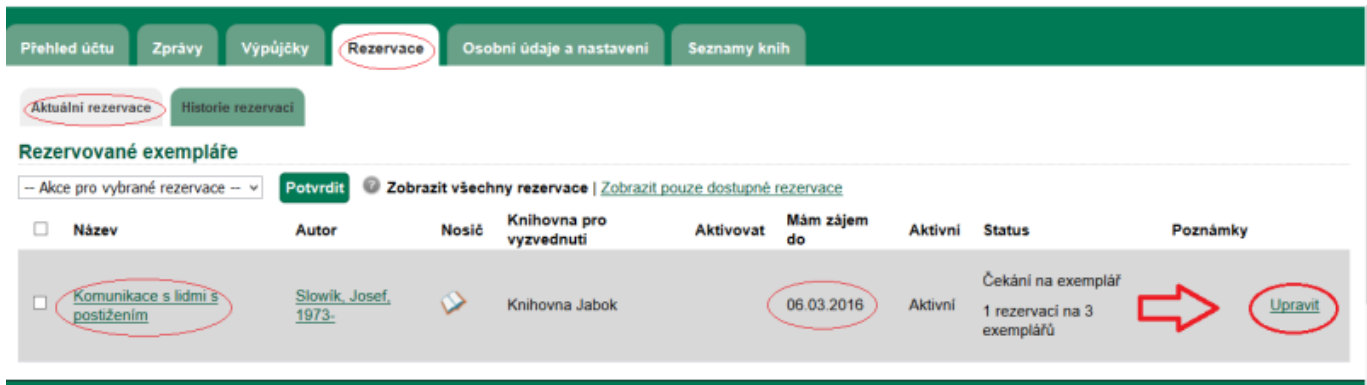 Přehled účtu Zprávy Výpůjčky Rezervace Osobní údaje a nastavení Seznamy knih
Aktuální rezervace Historie rezervací
Rezervované exempláře
-- Akce pro vybrané rezervace -- Potvrdit ? Zobrazit všechny rezervace | Zobrazit pouze dostupné rezervace
Název Autor Nosič Knihovna pro vyzvednutí Aktivovat Mám zájem do Aktivní Status Poznámky
Komunikace s lidmi s postižením Slowík, Josef, 1973- Knihovna Jabok 06.03.2016 Aktivní Čekání na exemplář
1 rezervací na 3 exemplářů Upravit